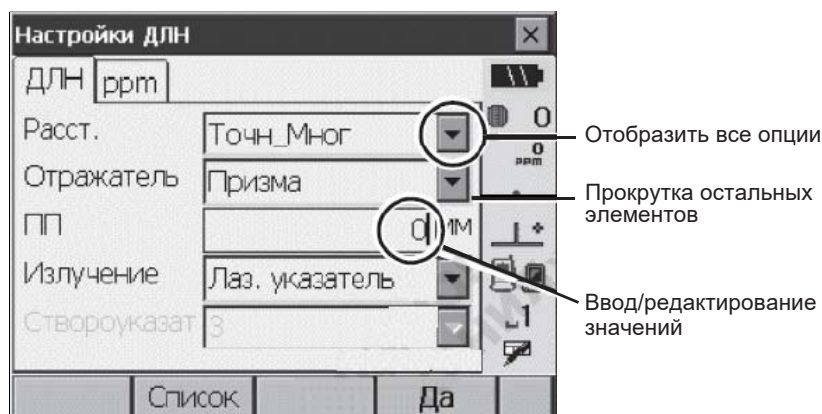 Настройки ДЛН
ДЛН ppm
Расст. Точн_Мног
Отражатель Призма
ПП 0 мм
Излучение Лаз. указатель
Створоуказат 3
Список Да
0
0
ppm
1
Отобразить все опции
Прокрутка остальных
элементов
Ввод/редактирование
значений